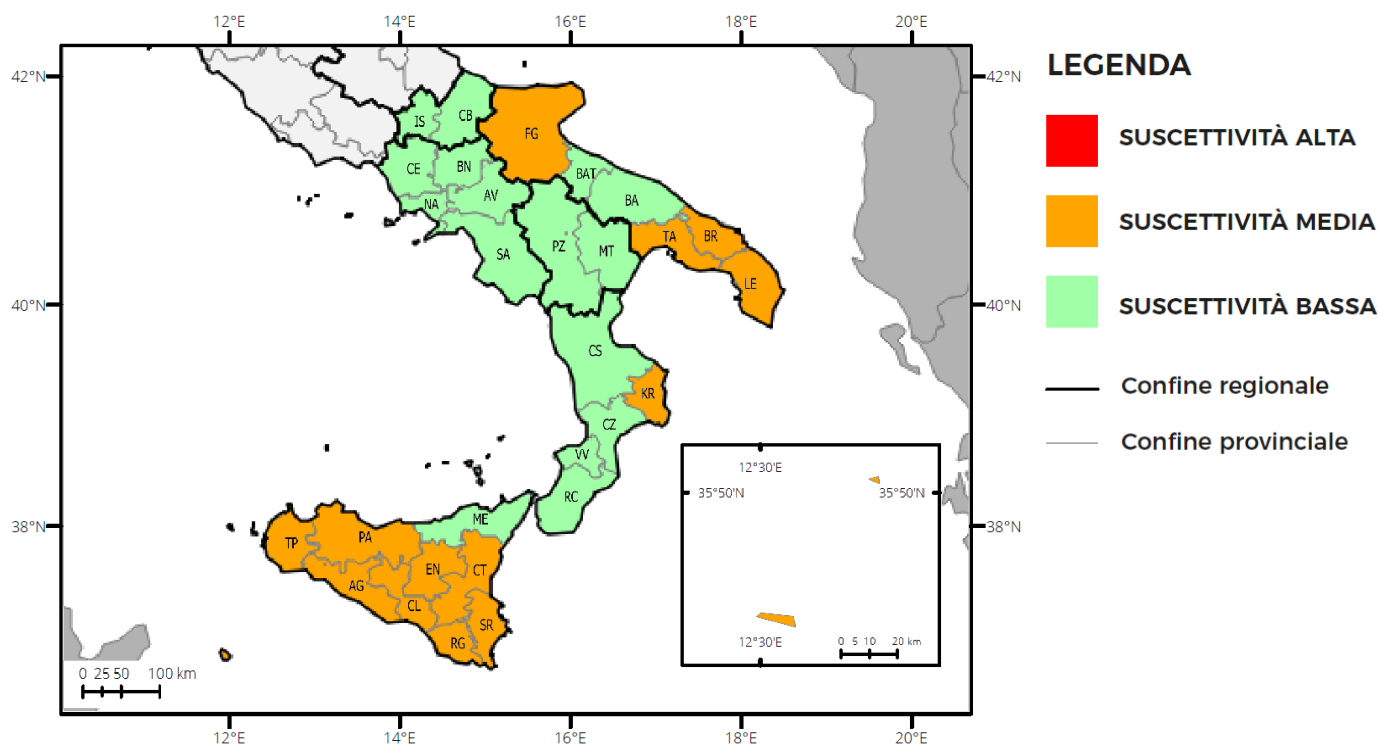 12°E 14°E 16°E 18°E 20°E
42°N 42°N
LEGENDA
SUSCETTIVITÀ ALTA
SUSCETTIVITÀ MEDIA
SUSCETTIVITÀ BASSA
Confine regionale
Confine provinciale
IS CB FG
CE BN BAT
NA AV BA
SA PZ MT TA BR
LE
40°N 40°N
CS
KR
CZ
VV
RC
ME
38°N 38°N
TP PA
AG EN CT
CL SR
RG
12°30'E
35°50'N 35°50'N
12°30'E
0 5 10 20 km
0 25 50 100 km
12°E 14°E 16°E 18°E 20°E